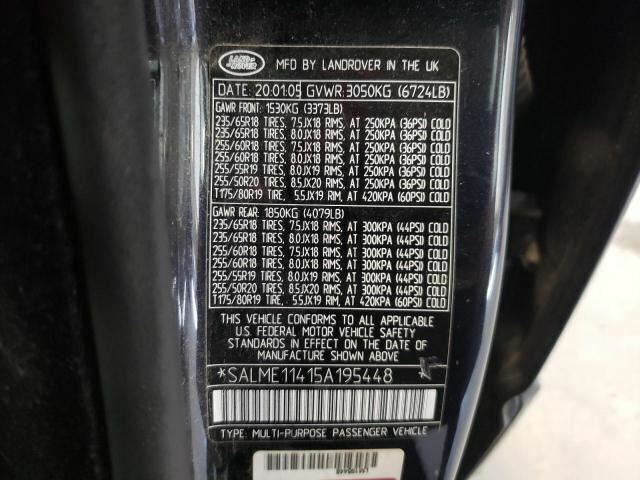 LAND ROVER
MFD BY LANDROVER IN THE UK
DATE: 20:01:05 GVWR: 3050KG (6724LB)
GAWR FRONT: 1530KG (3373LB)
235/65R18 TIRES, 7.5JX18 RIMS, AT 250KPA (36PSI) COLD
235/65R18 TIRES, 8.0JX18 RIMS, AT 250KPA (36PSI) COLD
255/60R18 TIRES, 7.5JX18 RIMS, AT 250KPA (36PSI) COLD
255/60R18 TIRES, 8.0JX18 RIMS, AT 250KPA (36PSI) COLD
255/55R19 TIRES, 8.0JX19 RIMS, AT 250KPA (36PSI) COLD
255/50R20 TIRES, 8.5JX20 RIMS, AT 250KPA (36PSI) COLD
T175/80R19 TIRES, 5.5JX19 RIM, AT 420KPA (60PSI) COLD
GAWR REAR: 1850KG (4079LB)
235/65R18 TIRES, 7.5JX18 RIMS, AT 300KPA (44PSI) COLD
235/65R18 TIRES, 8.0JX18 RIMS, AT 300KPA (44PSI) COLD
255/60R18 TIRES, 7.5JX18 RIMS, AT 300KPA (44PSI) COLD
255/60R18 TIRES, 8.0JX18 RIMS, AT 300KPA (44PSI) COLD
255/55R19 TIRES, 8.0JX19 RIMS, AT 300KPA (44PSI) COLD
255/50R20 TIRES, 8.5JX20 RIMS, AT 300KPA (44PSI) COLD
T175/80R19 TIRES, 5.5JX19 RIM, AT 420KPA (60PSI) COLD
THIS VEHICLE CONFORMS TO ALL APPLICABLE
U.S. FEDERAL MOTOR VEHICLE SAFETY
STANDARDS IN EFFECT ON THE DATE OF
MANUFACTURE SHOWN ABOVE
*SALME11415A195448 *
TYPE: MULTI-PURPOSE PASSENGER VEHICLE